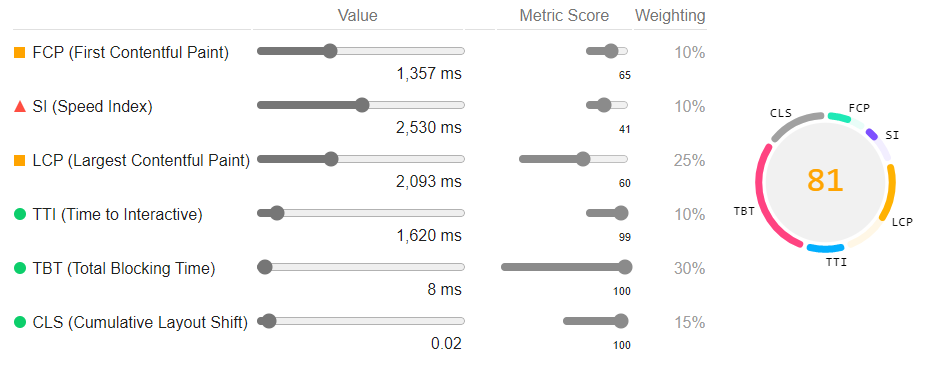 Value Metric Score Weighting
FCP (First Contentful Paint) 10%
1,357 ms 65
SI (Speed Index) 10%
2,530 ms 41
LCP (Largest Contentful Paint) 25%
2,093 ms 60
TTI (Time to Interactive) 10%
1,620 ms 99
TBT (Total Blocking Time) 30%
8 ms 100
CLS (Cumulative Layout Shift) 15%
0.02 100
CLS FCP
SI
81
TBT LCP
TTI